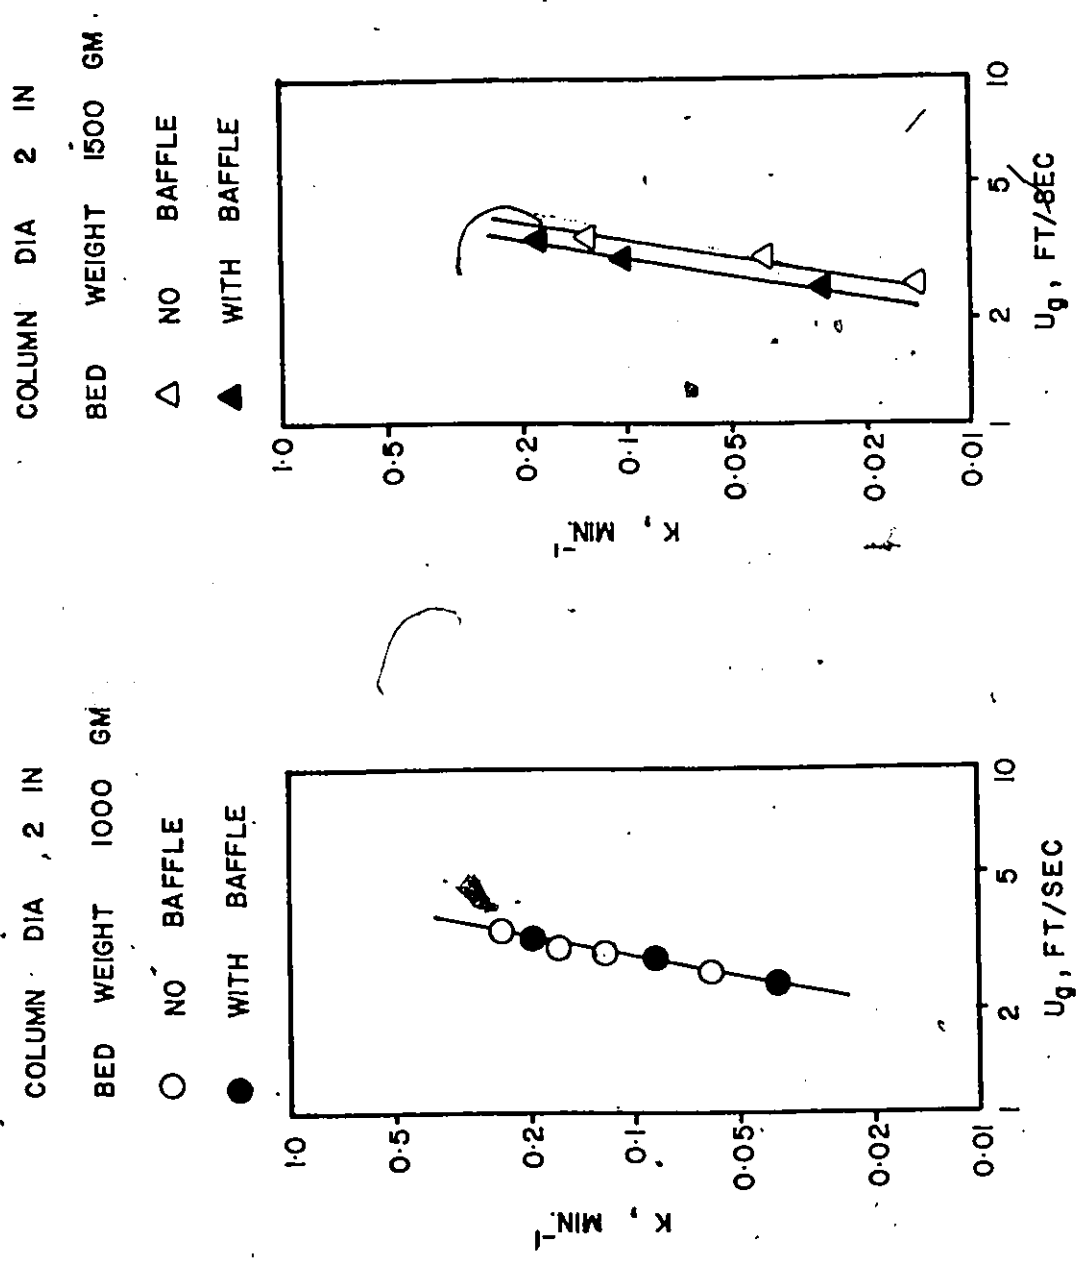 COLUMN DIA , 2 IN
BED WEIGHT 1000 GM
NO BAFFLE
WITH BAFFLE
1·0
0·5
0·2
0·1
0·05
0·02
0·01
K , MIN.⁻¹
1
2
5
10
Ug, FT/SEC
COLUMN DIA 2 IN
BED WEIGHT 1500 GM
NO BAFFLE
WITH BAFFLE
1·0
0·5
0·2
0·1
0·05
0·02
0·01
K , MIN.⁻¹
1
2
5
10
Ug, FT/SEC